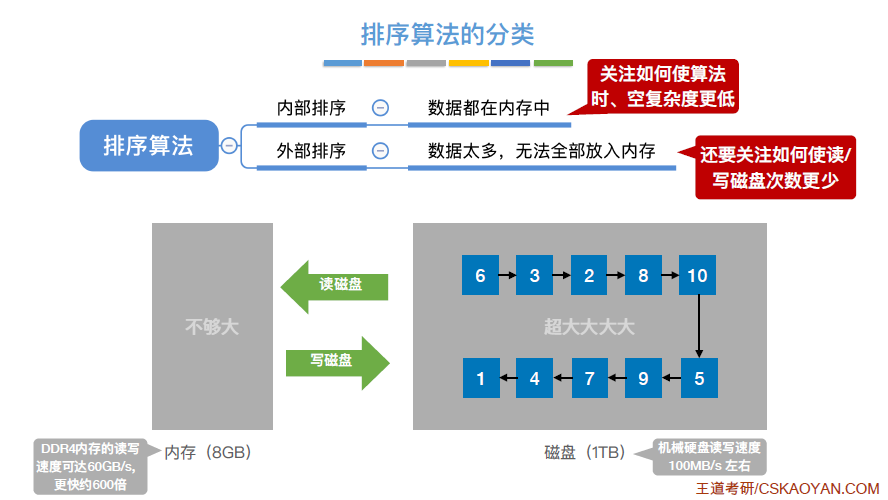 排序算法的分类
关注如何使算法
时、空复杂度更低
内部排序
数据都在内存中
排序算法
外部排序
数据太多，无法全部放入内存
还要关注如何使读/
写磁盘次数更少
6
3
2
8
10
读磁盘
不够大
超大大大大
写磁盘
1
4
7
9
5
DDR4内存的读写
速度可达60GB/s，
更快约600倍
内存（8GB）
磁盘（1TB）
机械硬盘读写速度
100MB/s 左右
王道考研/CSKAOYAN.COM